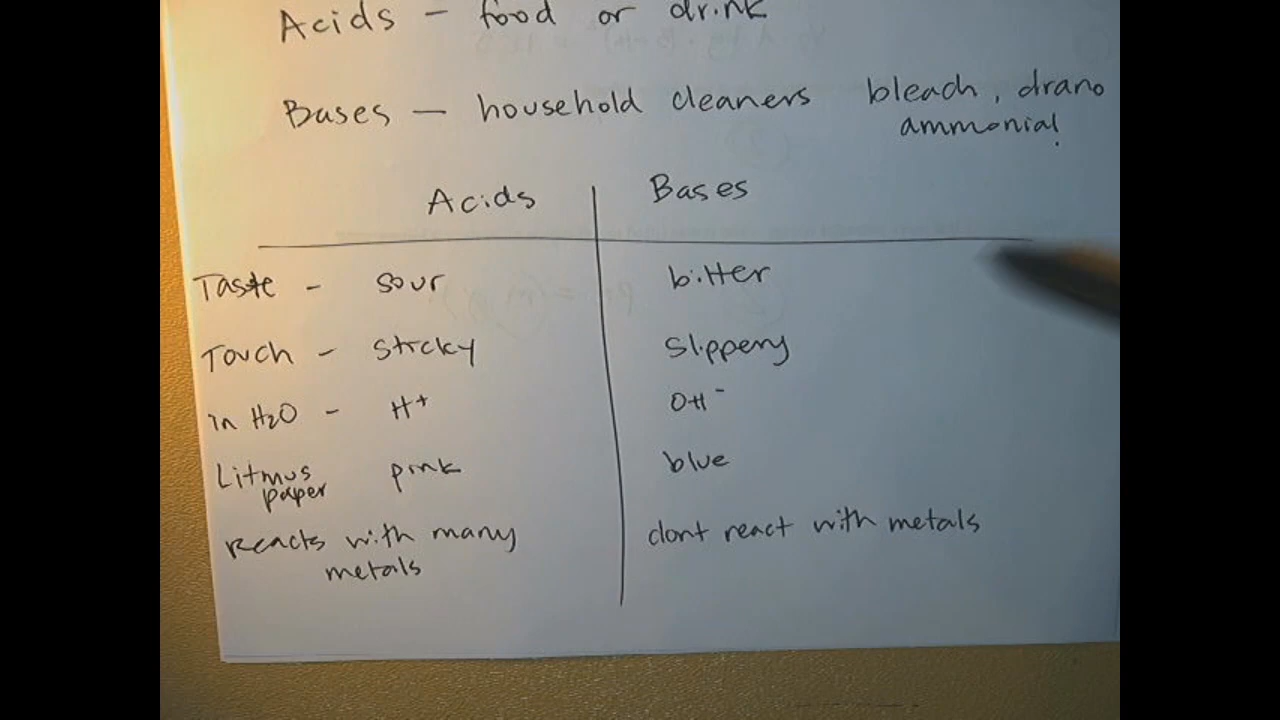 Acids - food or drink
Bases - household cleaners bleach, drano
ammonia!
Acids Bases
Taste - sour bitter
Touch - sticky slippery
in H₂O - H⁺ OH⁻
Litmus pink blue
paper
Reacts with many dont react with metals
metals